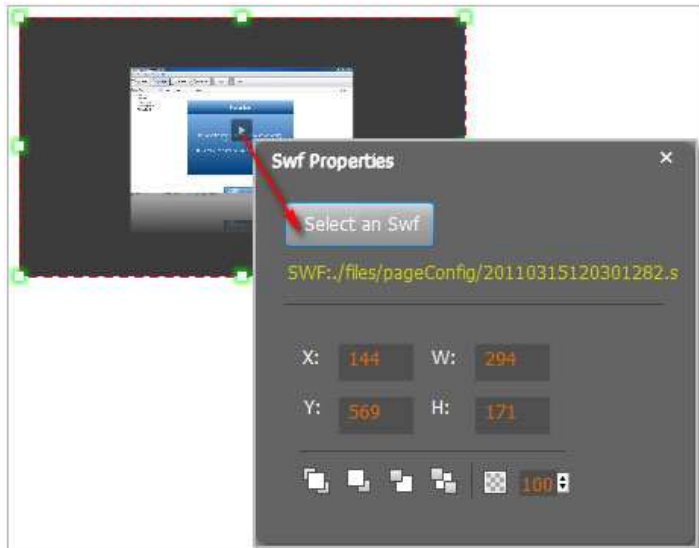 Swf Properties
×
Select an Swf
SWF:./files/pageConfig/20110315120301282.s
X: 144 W: 294
Y: 569 H: 171
100